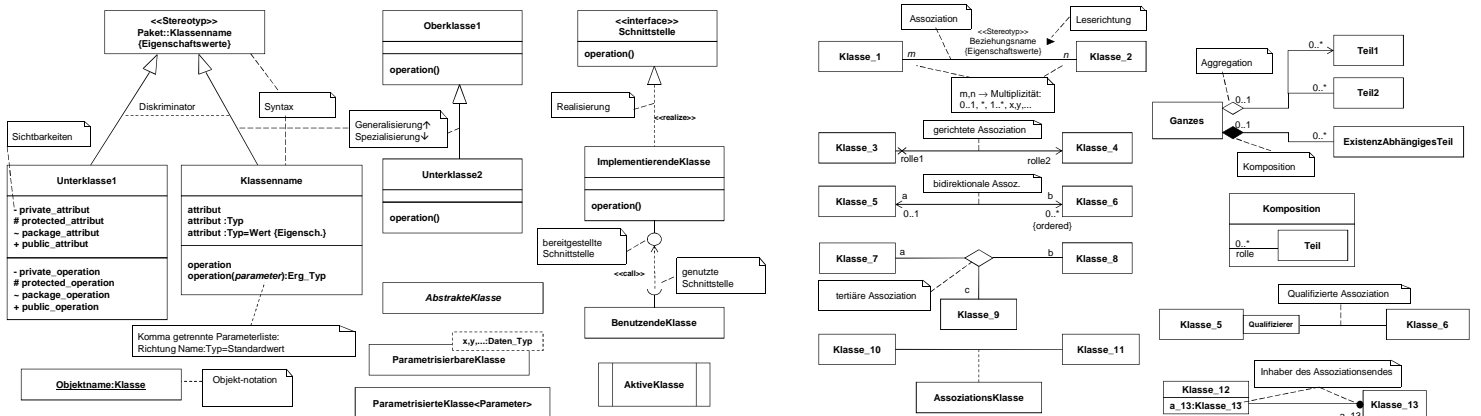 <<Stereotyp>>
Paket::Klassenname
{Eigenschaftswerte}
Diskriminator
Syntax
Sichtbarkeiten
Unterklasse1
- private_attribut
# protected_attribut
~ package_attribut
+ public_attribut
- private_operation
# protected_operation
~ package_operation
+ public_operation
Klassenname
attribut
attribut :Typ
attribut :Typ=Wert {Eigensch.}
operation
operation(parameter):Erg_Typ
Komma getrennte Parameterliste:
Richtung Name:Typ=Standardwert
Objektname:Klasse
Objekt-notation
Oberklasse1
operation()
Generalisierung↑
Spezialisierung↓
Unterklasse2
operation()
AbstrakteKlasse
x,y,...:Daten_Typ
ParametrisierbareKlasse
ParametrisierteKlasse<Parameter>
<<interface>>
Schnittstelle
operation()
Realisierung
<<realize>>
ImplementierendeKlasse
operation()
bereitgestellte
Schnittstelle
<<call>>
genutzte
Schnittstelle
BenutzendeKlasse
AktiveKlasse
Assoziation
Leserichtung
<<Stereotyp>>
Beziehungsname
{Eigenschaftswerte}
Klasse_1
m
n
Klasse_2
m,n → Multiplizität:
0..1, *, 1..*, x,y,...
gerichtete Assoziation
Klasse_3
rolle1
rolle2
Klasse_4
bidirektionale Assoz.
Klasse_5
a
b
Klasse_6
0..1
0..*
{ordered}
Klasse_7
a
b
Klasse_8
c
tertiäre Assoziation
Klasse_9
Klasse_10
Klasse_11
AssoziationsKlasse
Aggregation
0..*
Teil1
0..*
Teil2
Ganzes
0..1
0..1
0..*
ExistenzAbhängigesTeil
Komposition
Komposition
0..*
rolle
Teil
Qualifizierte Assoziation
Klasse_5
Qualifizierer
Klasse_6
Inhaber des Assoziationsendes
Klasse_12
a_13:Klasse_13
Klasse_13
a_13